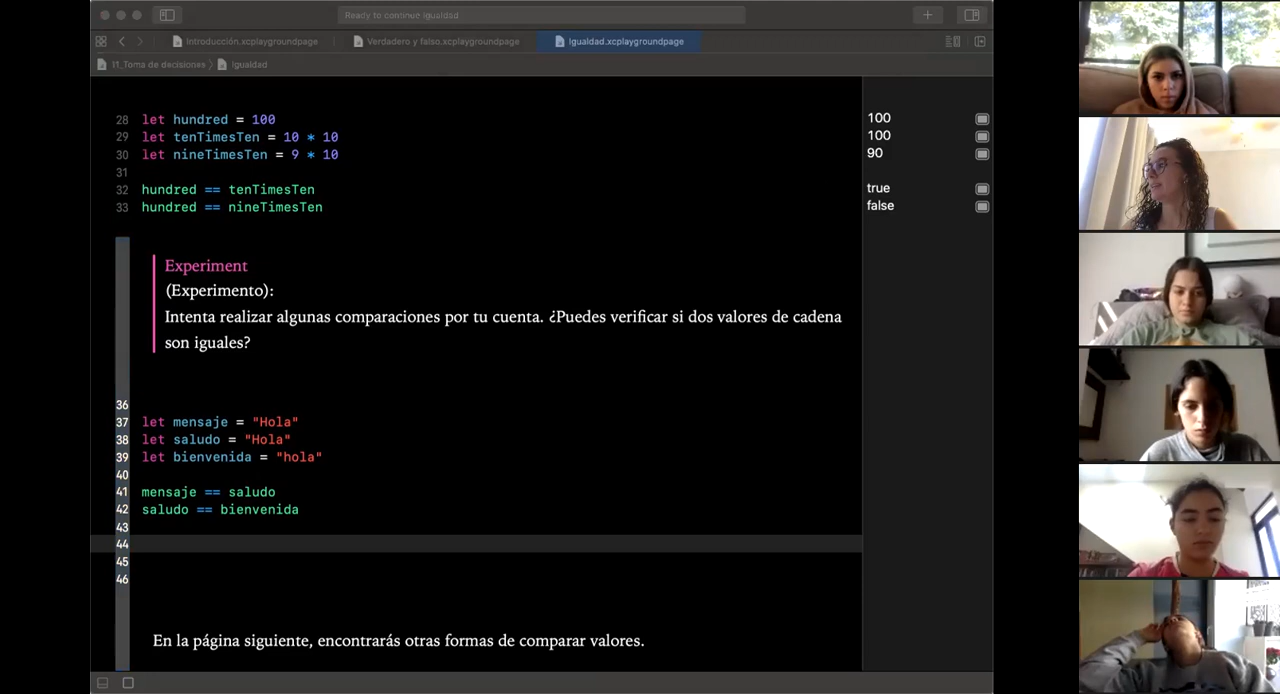 Ready to continue Igualdad
Introducción.xcplaygroundpage
Verdadero y falso.xcplaygroundpage
Igualdad.xcplaygroundpage
11_Toma de decisiones
Igualdad
28 let hundred = 100 100
29 let tenTimesTen = 10 * 10 100
30 let nineTimesTen = 9 * 10 90
31
32 hundred == tenTimesTen true
33 hundred == nineTimesTen false
Experiment
(Experimento):
Intenta realizar algunas comparaciones por tu cuenta. ¿Puedes verificar si dos valores de cadena
son iguales?
36
37 let mensaje = "Hola"
38 let saludo = "Hola"
39 let bienvenida = "hola"
40
41 mensaje == saludo
42 saludo == bienvenida
43
44
45
46
En la página siguiente, encontrarás otras formas de comparar valores.